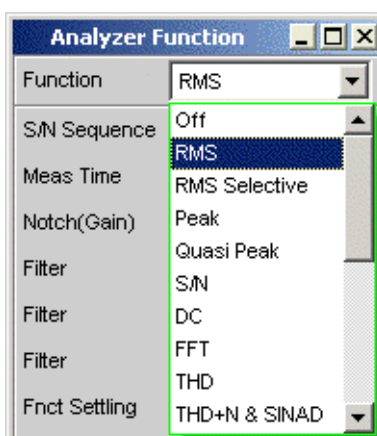 Analyzer Function
Function RMS
S/N Sequence Off
RMS
Meas Time RMS Selective
Notch(Gain) Peak
Quasi Peak
Filter S/N
Filter DC
FFT
Filter THD
Fnct Settling THD+N & SINAD